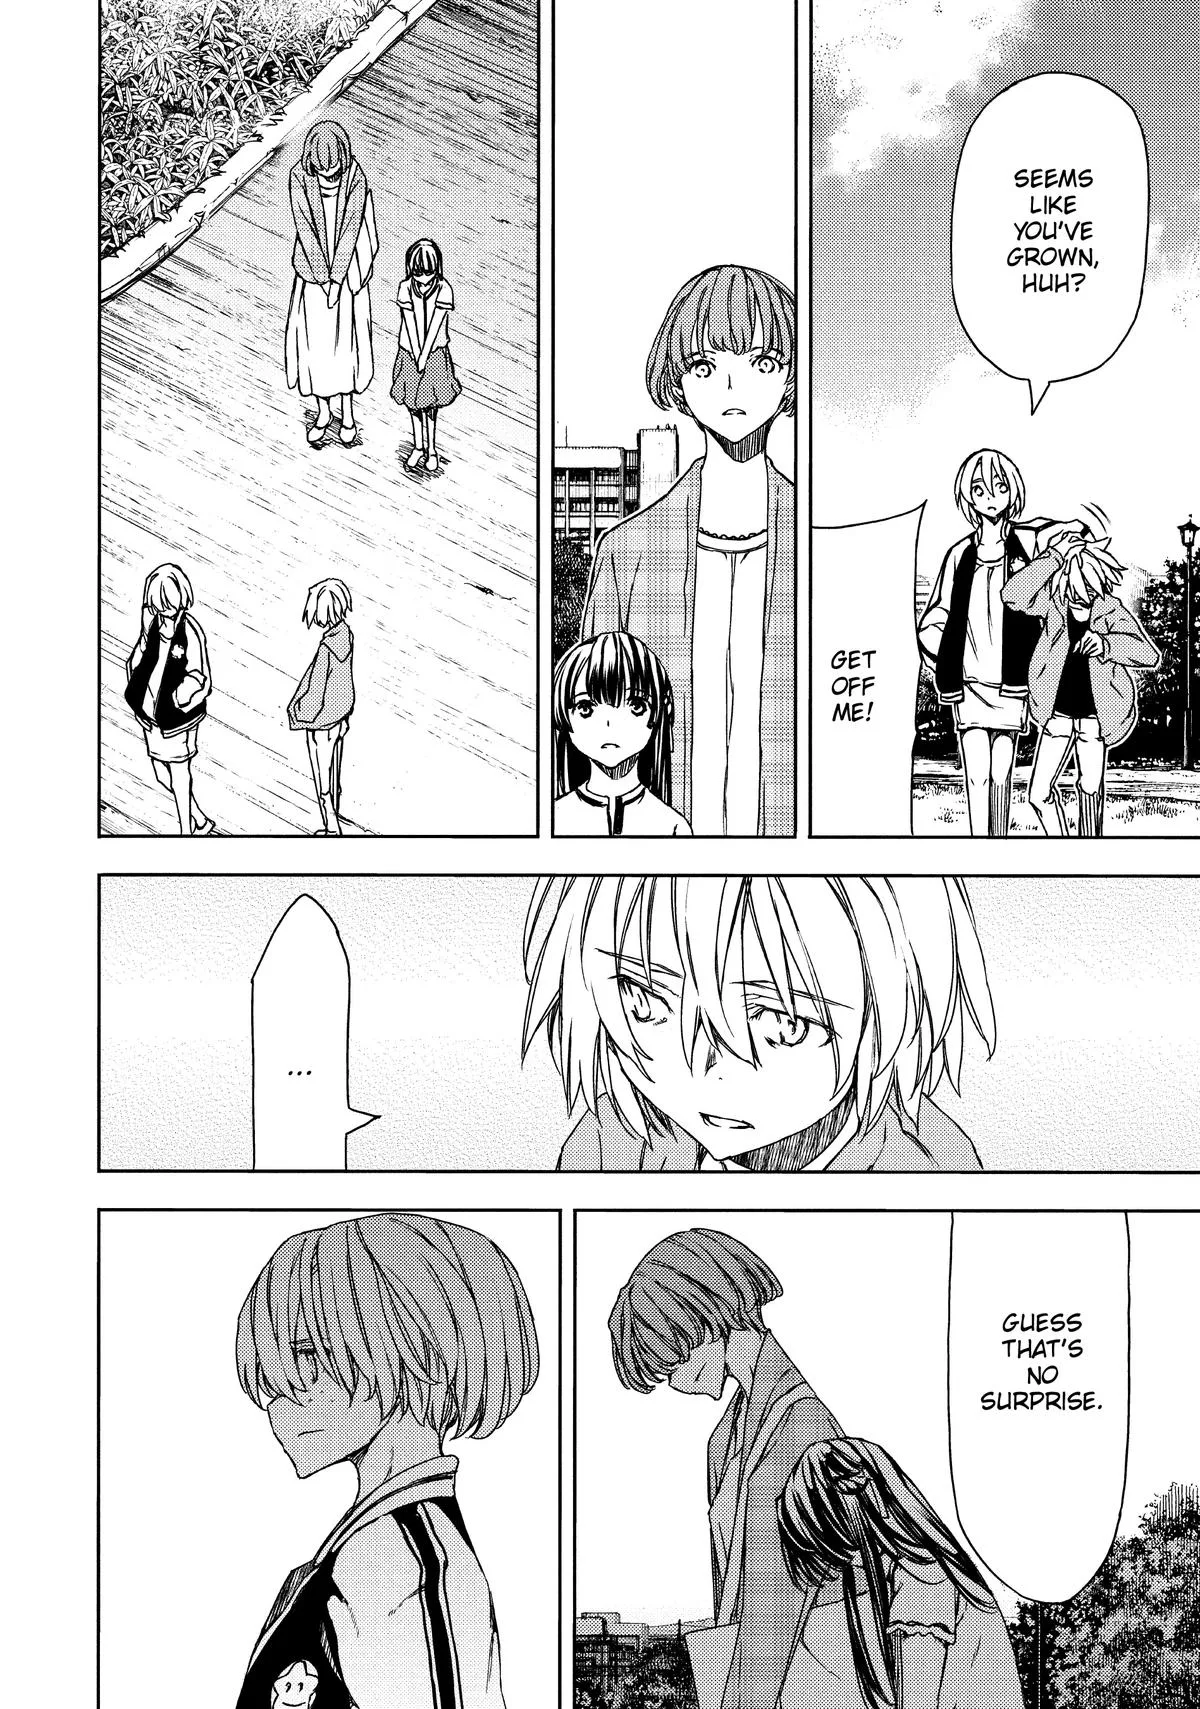 SEEMS
LIKE
YOU'VE
GROWN,
HUH?
GET
OFF
ME!
...
GUESS
THAT'S
NO
SURPRISE.